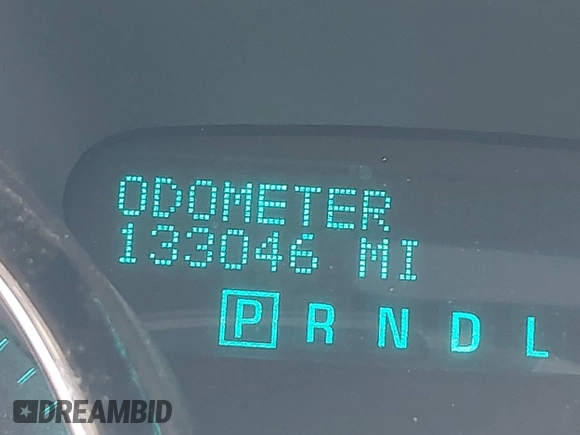 ODOMETER
133046 MI
P R N D L
DREAMBID